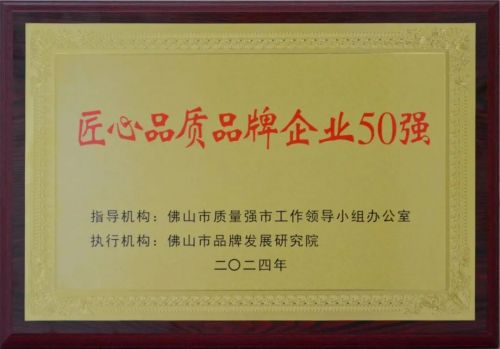 匠心品质品牌企业50强
指导机构：佛山市质量强市工作领导小组办公室
执行机构：佛山市品牌发展研究院
二〇二四年